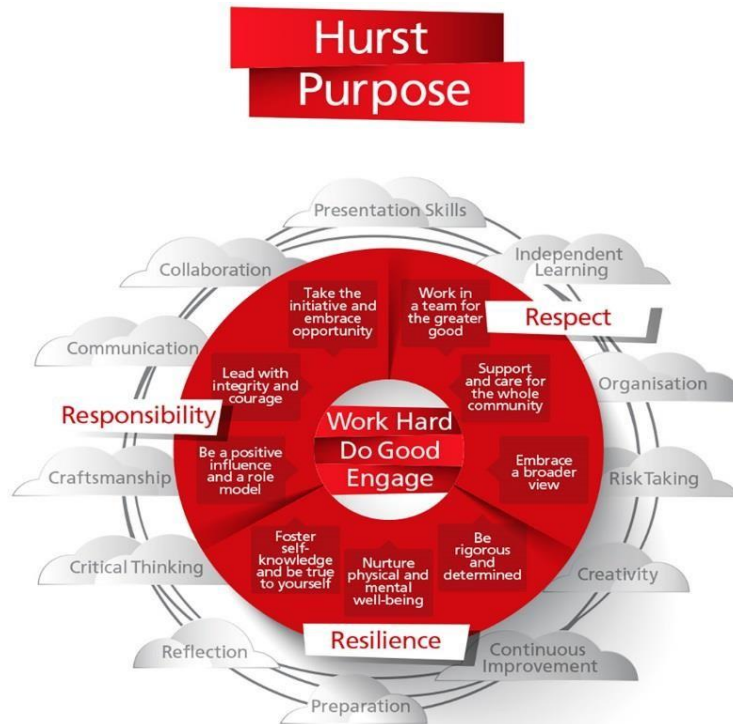 Hurst
Purpose
Presentation Skills
Independent
Learning
Organisation
RiskTaking
Creativity
Continuous
Improvement
Preparation
Reflection
Critical Thinking
Craftsmanship
Communication
Collaboration
Respect
Work in
a team for
the greater
good
Support
and care for
the whole
community
Embrace
a broader
view
Resilience
Be
rigorous
and
determined
Nurture
physical and
mental
well-being
Foster
self-
knowledge
and be true
to yourself
Responsibility
Be a positive
influence
and a role
model
Lead with
integrity and
courage
Take the
initiative and
embrace
opportunity
Work Hard
Do Good
Engage